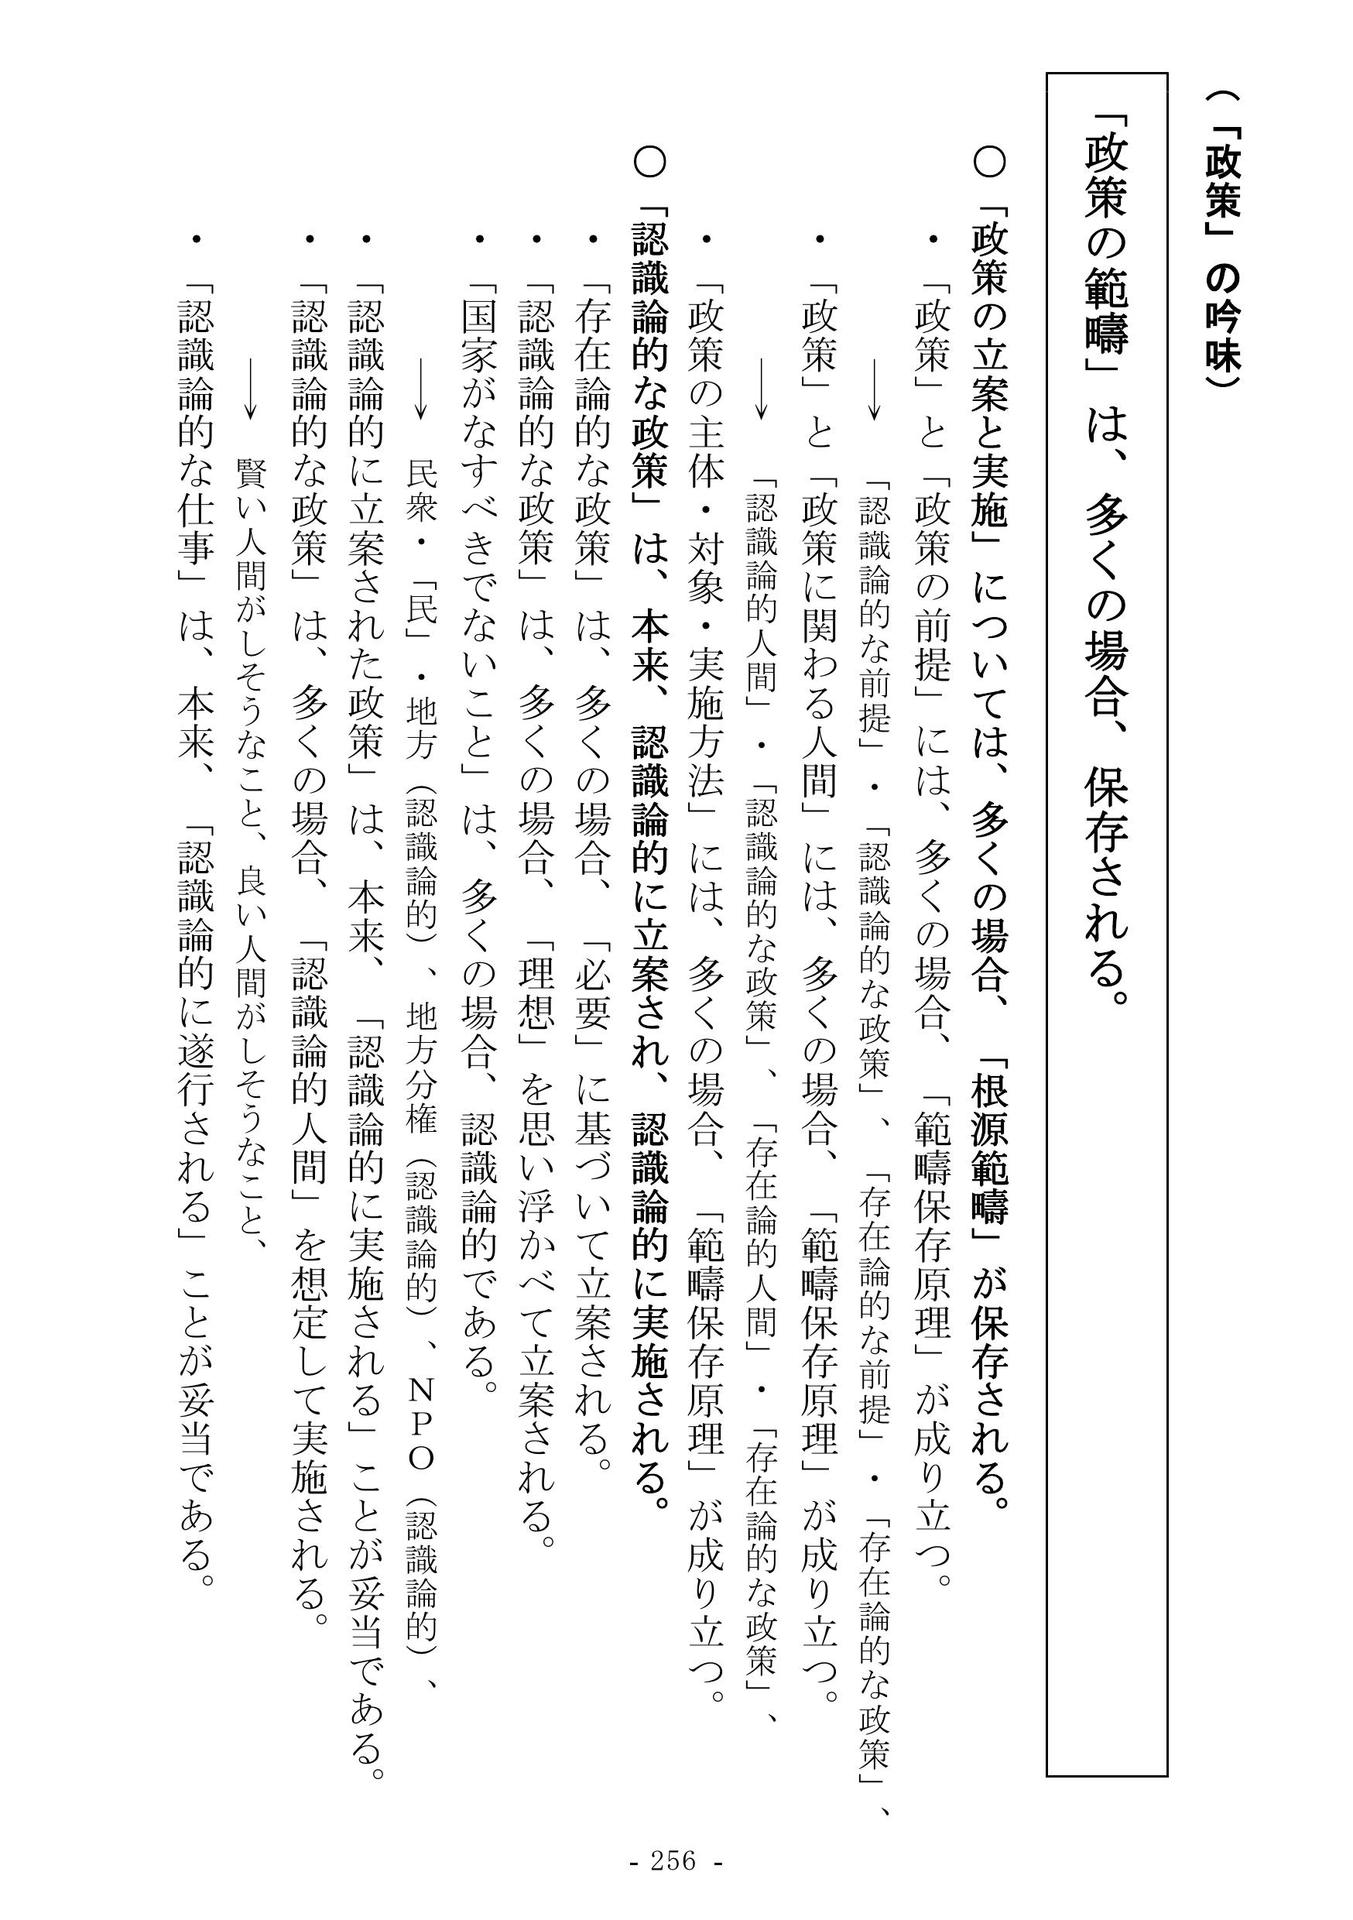 （「政策」の吟味）
「政策の範疇」は、多くの場合、保存される。
○「政策の立案と実施」については、多くの場合、「根源範疇」が保存される。
・「政策」と「政策の前提」には、多くの場合、「範疇保存原理」が成り立つ。
→「認識論的な前提」・「認識論的な政策」、「存在論的な前提」・「存在論的な政策」、
・「政策」と「政策に関わる人間」には、多くの場合、「範疇保存原理」が成り立つ。
→「認識論的人間」・「認識論的な政策」、「存在論的人間」・「存在論的な政策」、
・「政策の主体・対象・実施方法」には、多くの場合、「範疇保存原理」が成り立つ。
○「認識論的な政策」は、本来、認識論的に立案され、認識論的に実施される。
・「存在論的な政策」は、多くの場合、「必要」に基づいて立案される。
・「認識論的な政策」は、多くの場合、「理想」を思い浮かべて立案される。
・「国家がなすべきでないこと」は、多くの場合、認識論的である。
→民衆・「民」・地方（認識論的）、地方分権（認識論的）、NPO（認識論的）、
・「認識論的に立案された政策」は、本来、「認識論的に実施される」ことが妥当である。
・「認識論的な政策」は、多くの場合、「認識論的人間」を想定して実施される。
→賢い人間がしそうなこと、良い人間がしそうなこと、
・「認識論的な仕事」は、本来、「認識論的に遂行される」ことが妥当である。
- 256 -